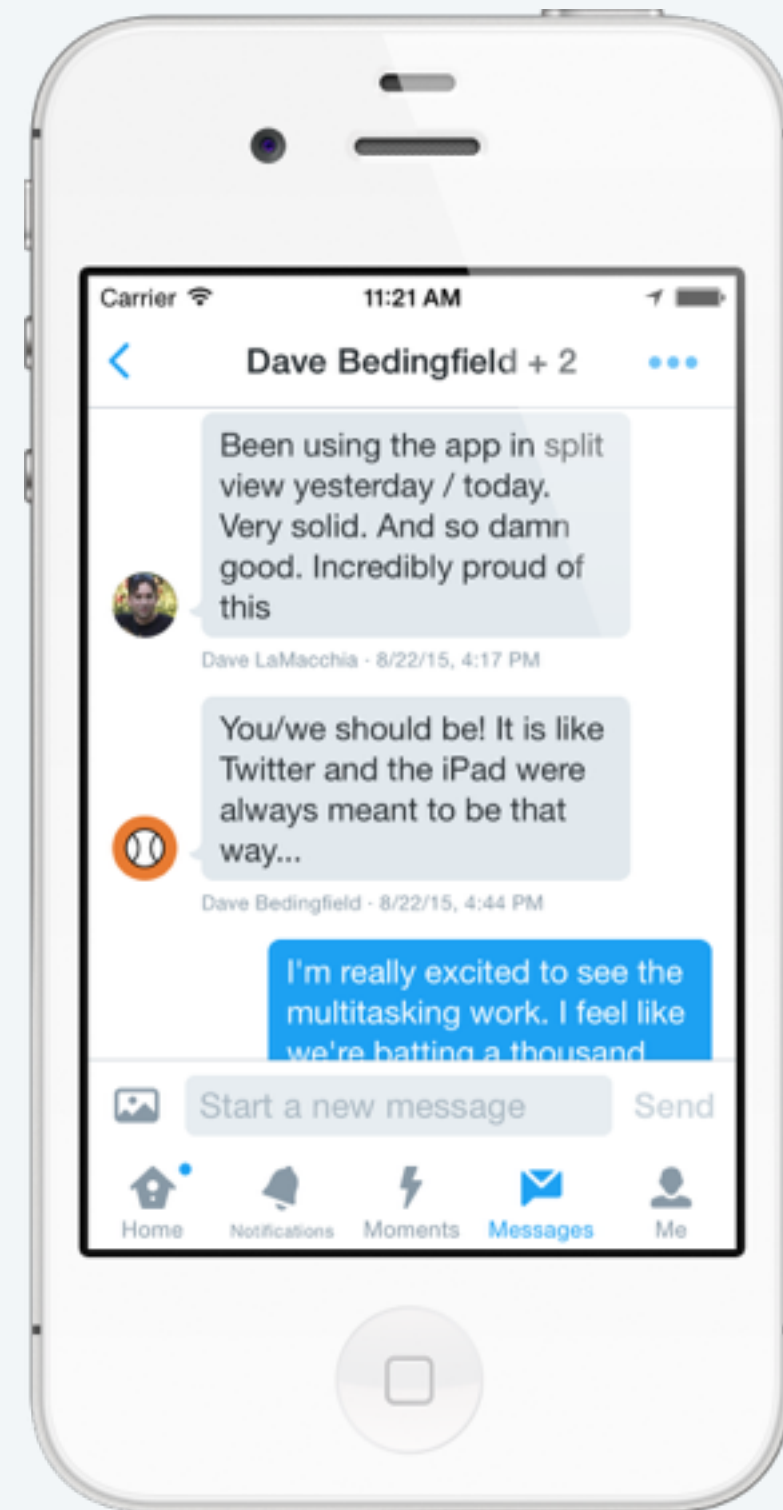 Carrier 11:21 AM
Dave Bedingfield + 2
Been using the app in split
view yesterday / today.
Very solid. And so damn
good. Incredibly proud of
this
Dave LaMacchia · 8/22/15, 4:17 PM
You/we should be! It is like
Twitter and the iPad were
always meant to be that
way...
Dave Bedingfield · 8/22/15, 4:44 PM
I'm really excited to see the
multitasking work. I feel like
we're batting a thousand
Start a new message Send
Home Notifications Moments Messages Me